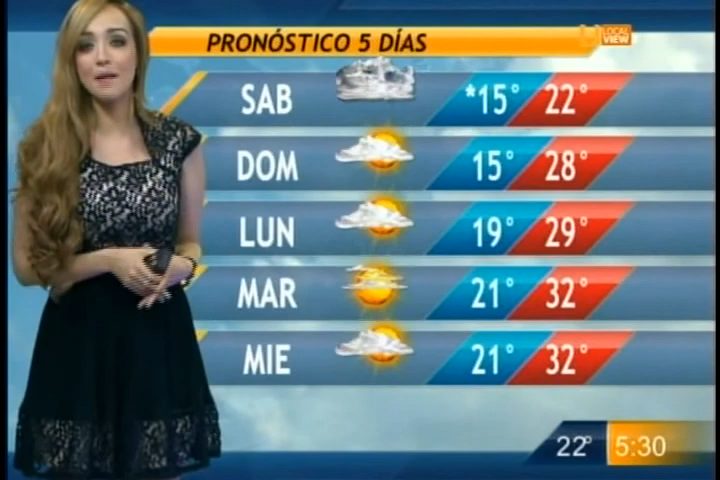 PRONÓSTICO 5 DÍAS
LOCAL VIEW
SAB *15° 22°
DOM 15° 28°
LUN 19° 29°
MAR 21° 32°
MIE 21° 32°
22° 5:30